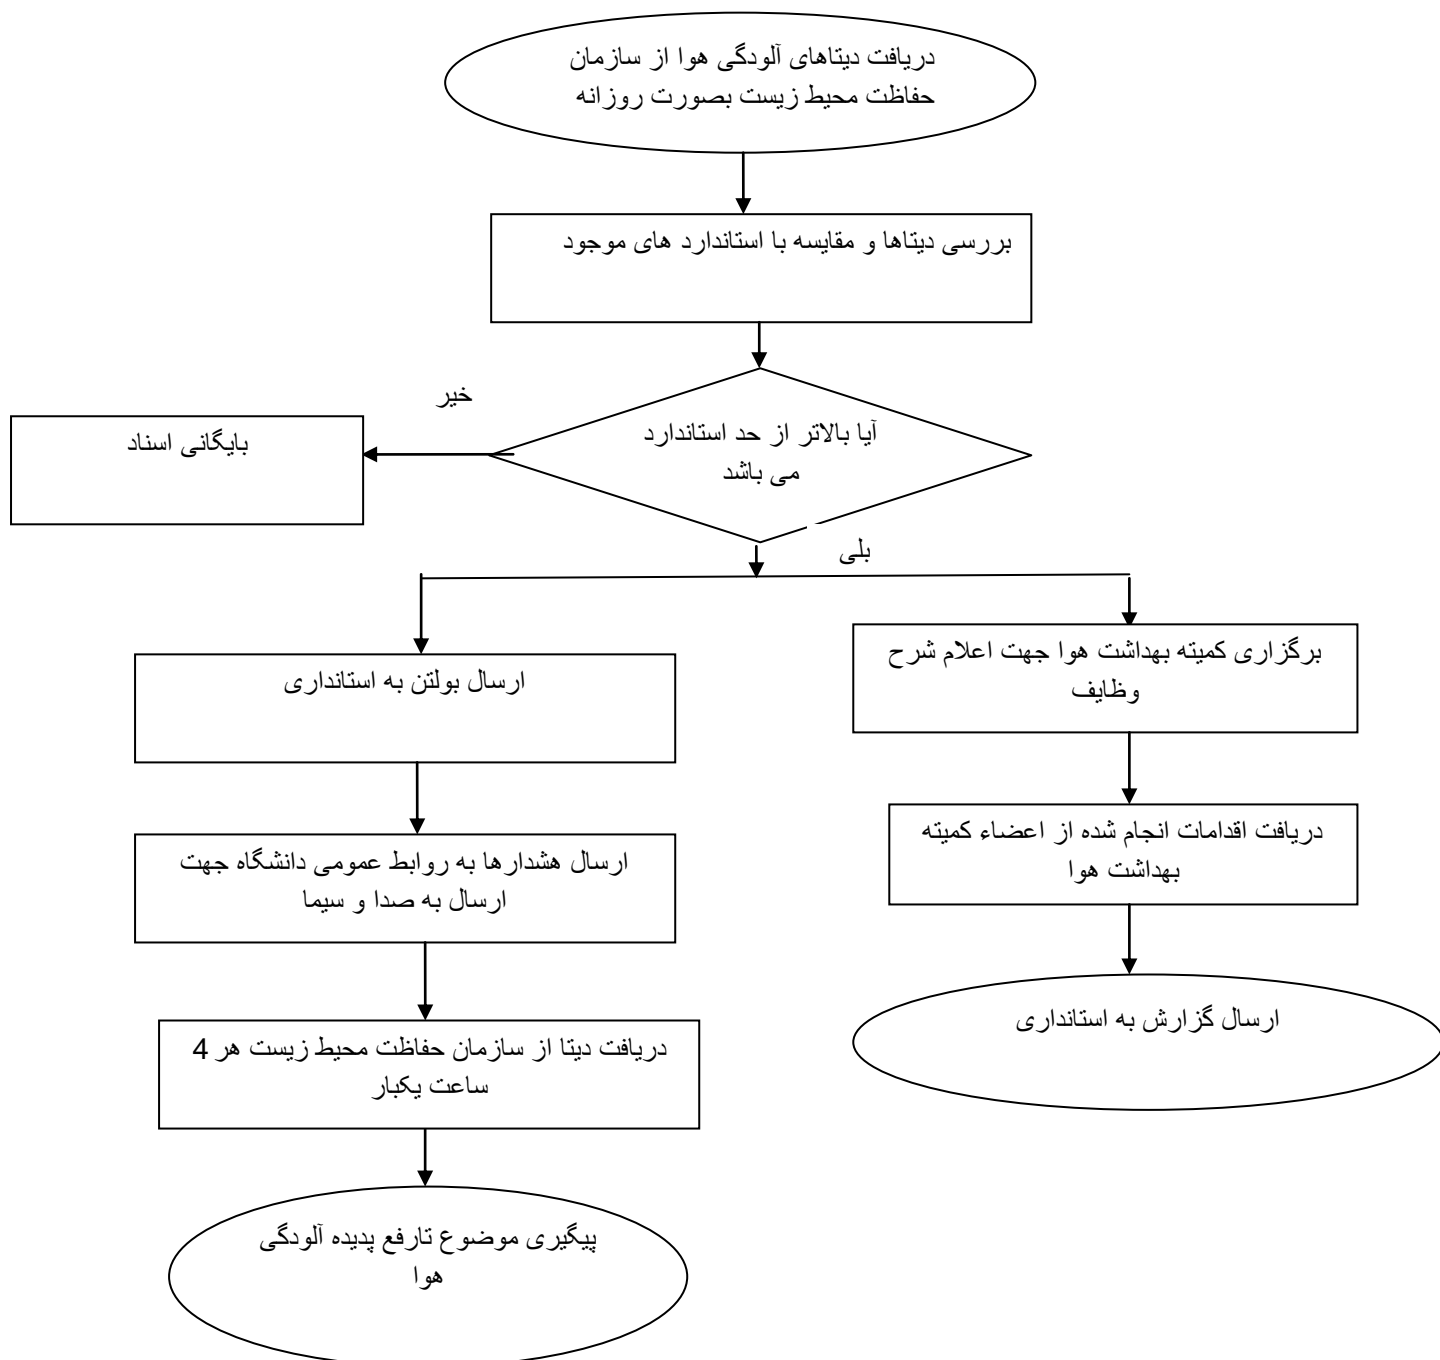 دریافت دیتاهای آلودگی هوا از سازمان
حفاظت محیط زیست بصورت روزانه
بررسی دیتاها و مقایسه با استاندارد های موجود
خیر
آیا بالاتر از حد استاندارد
می باشد
بایگانی اسناد
بلی
برگزاری کمیته بهداشت هوا جهت اعلام شرح
وظایف
دریافت اقدامات انجام شده از اعضاء کمیته
بهداشت هوا
ارسال گزارش به استانداری
ارسال بولتن به استانداری
ارسال هشدارها به روابط عمومی دانشگاه جهت
ارسال به صدا و سیما
دریافت دیتا از سازمان حفاظت محیط زیست هر 4
ساعت یکبار
پیگیری موضوع تارفع پدیده آلودگی
هوا